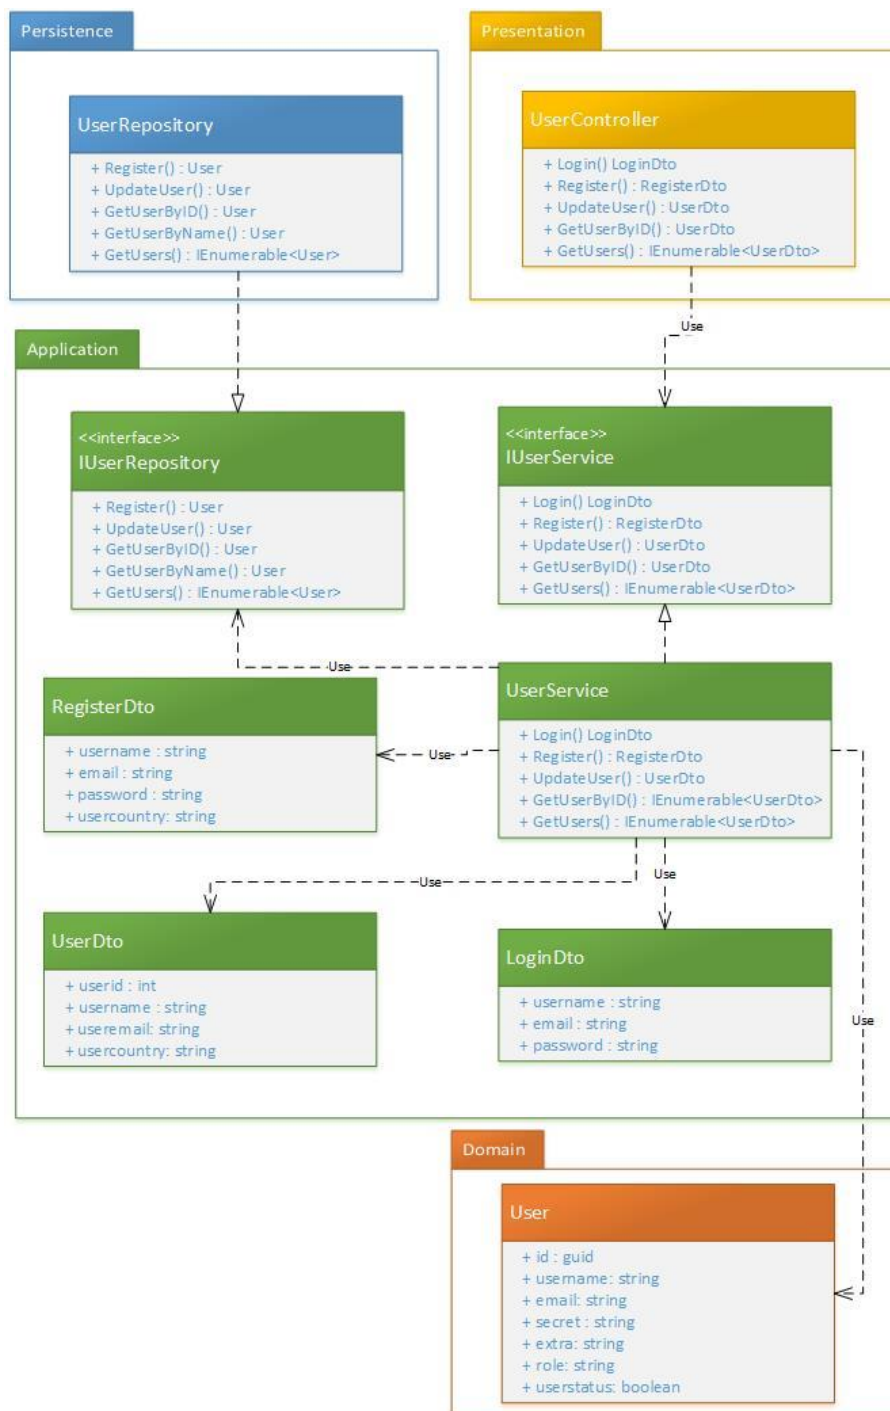 Persistence
UserRepository
+ Register() : User
+ UpdateUser() : User
+ GetUserByID() : User
+ GetUserByName() : User
+ GetUsers() : IEnumerable<User>
Presentation
UserController
+ Login() LoginDto
+ Register() : RegisterDto
+ UpdateUser() : UserDto
+ GetUserByID() : UserDto
+ GetUsers() : IEnumerable<UserDto>
Use
Application
<<interface>>
IUserRepository
+ Register() : User
+ UpdateUser() : User
+ GetUserByID() : User
+ GetUserByName() : User
+ GetUsers() : IEnumerable<User>
<<interface>>
IUserService
+ Login() LoginDto
+ Register() : RegisterDto
+ UpdateUser() : UserDto
+ GetUserByID() : UserDto
+ GetUsers() : IEnumerable<UserDto>
Use
RegisterDto
+ username : string
+ email : string
+ password : string
+ usercountry: string
Use
UserService
+ Login() LoginDto
+ Register() : RegisterDto
+ UpdateUser() : UserDto
+ GetUserByID() : IEnumerable<UserDto>
+ GetUsers() : IEnumerable<UserDto>
Use
Use
UserDto
+ userid : int
+ username : string
+ useremail: string
+ usercountry: string
LoginDto
+ username : string
+ email : string
+ password : string
Use
Domain
User
+ id : guid
+ username: string
+ email: string
+ secret : string
+ extra: string
+ role: string
+ userstatus: boolean